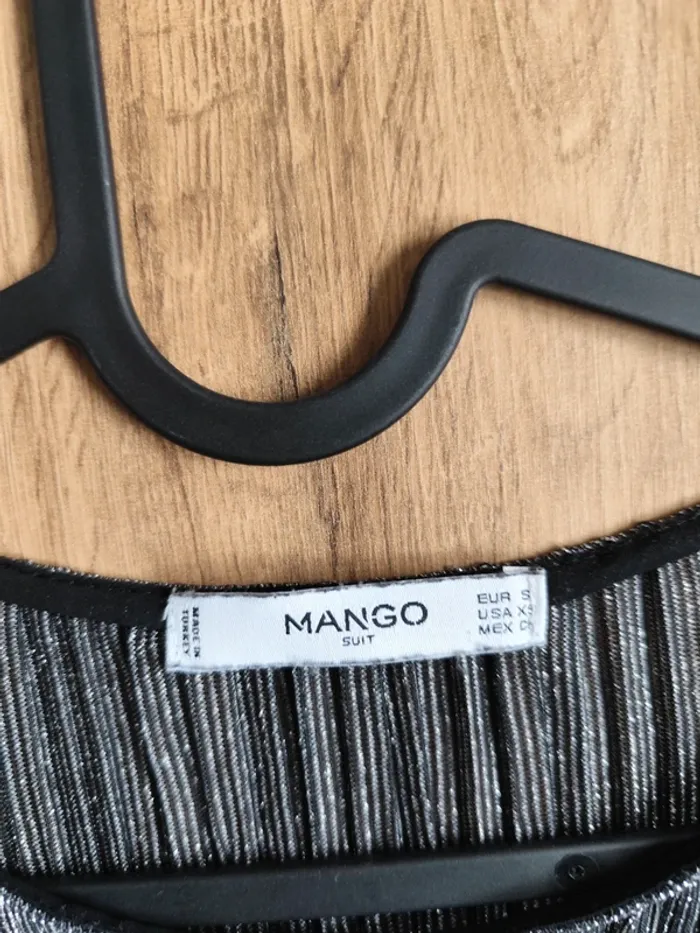 MADE IN
TURKEY
MANGO
SUIT
EUR S
USA XS
MEX CH